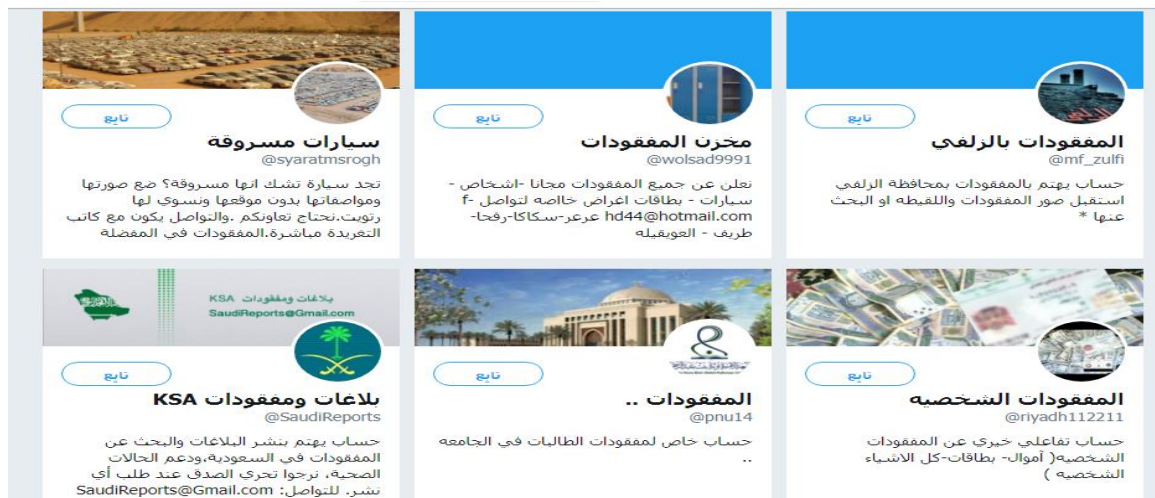 تابع
المفقودات بالزلفي
@mf_zulfi
حساب يهتم بالمفقودات بمحافظة الزلفي
استقبل صور المفقودات واللقيطه او البحث
عنها *
تابع
مخزن المفقودات
@wolsad9991
نعلن عن جميع المفقودات مجانا -اشخاص -
سيارات - بطاقات اغراض خااصه لتواصل f-
hd44@hotmail.com عرعر-سكاكا-رفحا-
طريف - العويقيله
تابع
سيارات مسروقة
@syaratmsrogh
تجد سيارة تشك انها مسروقة؟ ضع صورتها
ومواصفاتها بدون موقعها ونسوي لها
رتويت.نحتاج تعاونكم .والتواصل يكون مع كاتب
التغريدة مباشرة.المفقودات في المفضلة
تابع
المفقودات الشخصيه
@riyadh112211
حساب تفاعلي خيري عن المفقودات
الشخصيه( آموال- بطاقات-كل الاشياء
الشخصيه )
تابع
المفقودات ..
@pnu14
حساب خاص لمفقودات الطالبات في الجامعه
..
بلاغات ومفقودات KSA
SaudiReports@Gmail.com
تابع
بلاغات ومفقودات KSA
@SaudiReports
حساب يهتم بنشر البلاغات والبحث عن
المفقودات في السعودية،ودعم الحالات
الصحية، نرجوا تحري الصدق عند طلب أي
نشر. للتواصل: SaudiReports@Gmail.com